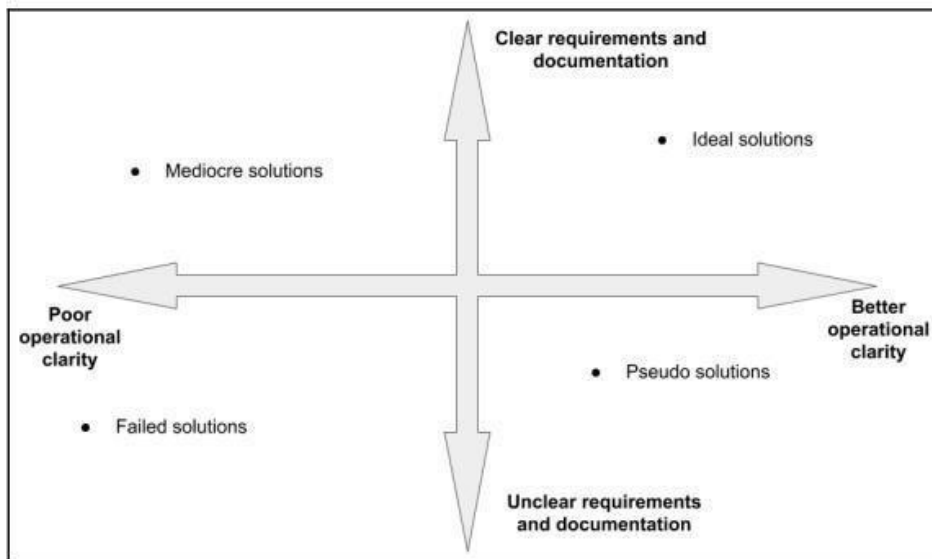 Clear requirements and
documentation
● Ideal solutions
● Mediocre solutions
Poor
operational
clarity
Better
operational
clarity
● Pseudo solutions
● Failed solutions
Unclear requirements
and documentation